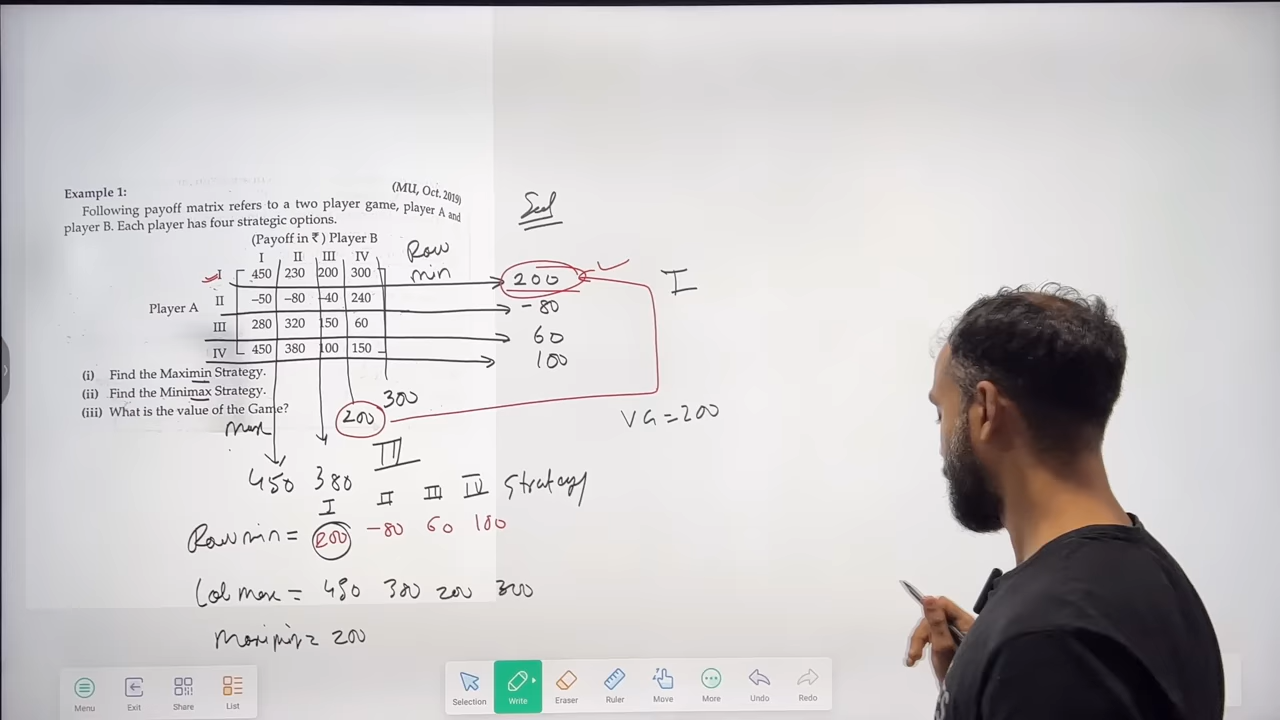 Example 1:
(MU, Oct. 2019)
Following payoff matrix refers to a two player game, player A and
player B. Each player has four strategic options.
(Payoff in ₹) Player B
I II III IV
I 450 230 200 300
II –50 –80 –40 240
Player A
III 280 320 150 60
IV 450 380 100 150
(i) Find the Maximin Strategy.
(ii) Find the Minimax Strategy.
(iii) What is the value of the Game?
Row
min
200
-80
60
100
I
max
450 380 200 300
III
VG = 200
I II III IV Strategy
Row min = 200 -80 60 100
Col max = 450 380 200 300
Maximin = 200
Menu
Exit
Share
List
Selection
Write
Eraser
Ruler
Move
More
Undo
Redo